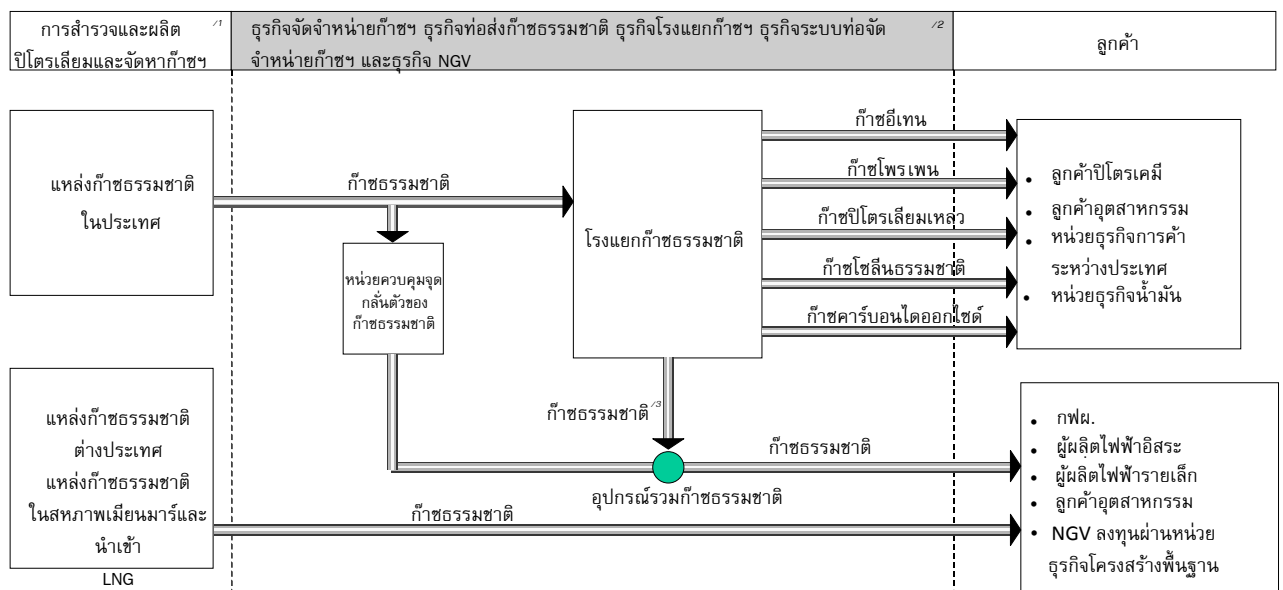 การสำรวจและผลิต /1
ปิโตรเลียมและจัดหาก๊าซฯ
ธุรกิจจัดจำหน่ายก๊าซฯ ธุรกิจท่อส่งก๊าซธรรมชาติ ธุรกิจโรงแยกก๊าซฯ ธุรกิจระบบท่อจัด /2
จำหน่ายก๊าซฯ และธุรกิจ NGV
ลูกค้า
แหล่งก๊าซธรรมชาติ
ในประเทศ
ก๊าซธรรมชาติ
หน่วยควบคุมจุด
กลั่นตัวของ
ก๊าซธรรมชาติ
โรงแยกก๊าซธรรมชาติ
ก๊าซอีเทน
ก๊าซโพรเพน
ก๊าซปิโตรเลียมเหลว
ก๊าซโซลีนธรรมชาติ
ก๊าซคาร์บอนไดออกไซด์
• ลูกค้าปิโตรเคมี
• ลูกค้าอุตสาหกรรม
• หน่วยธุรกิจการค้า
ระหว่างประเทศ
• หน่วยธุรกิจน้ำมัน
แหล่งก๊าซธรรมชาติ
ต่างประเทศ
แหล่งก๊าซธรรมชาติ
ในสหภาพเมียนมาร์และ
นำเข้า
LNG
ก๊าซธรรมชาติ /3
ก๊าซธรรมชาติ
อุปกรณ์รวมก๊าซธรรมชาติ
ก๊าซธรรมชาติ
• กฟผ.
• ผู้ผลิตไฟฟ้าอิสระ
• ผู้ผลิตไฟฟ้ารายเล็ก
• ลูกค้าอุตสาหกรรม
• NGV ลงทุนผ่านหน่วย
ธุรกิจโครงสร้างพื้นฐาน